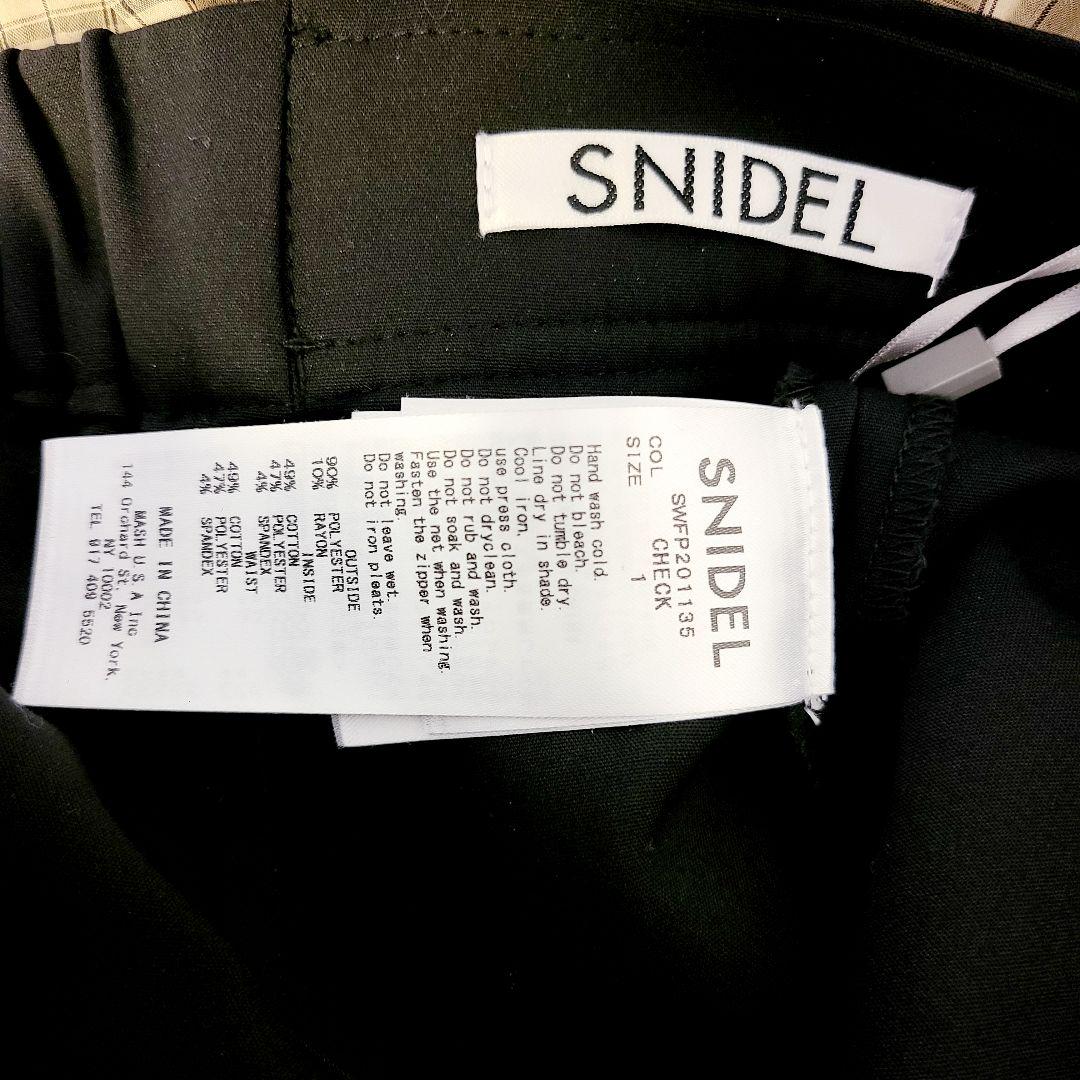 SNIDEL
SNIDEL
SWFP201135
COL CHECK
SIZE 1
Hand wash cold.
Do not bleach.
Do not tumble dry.
Line dry in shade.
Cool iron.
use press cloth.
Do not dryclean.
Do not rub and wash.
Do not soak and wash.
Use the net when washing.
Fasten the zipper when
washing.
Do not leave wet.
Do not iron pleats.
OUTSIDE
90% POLYESTER
10% RAYON
INSIDE
49% COTTON
47% POLYESTER
4% SPANDEX
WAIST
49% COTTON
47% POLYESTER
4% SPANDEX
MADE IN CHINA
MASH U.S.A Inc
144 Orchard St. New York,
NY 10002
TEL 917 409 5520